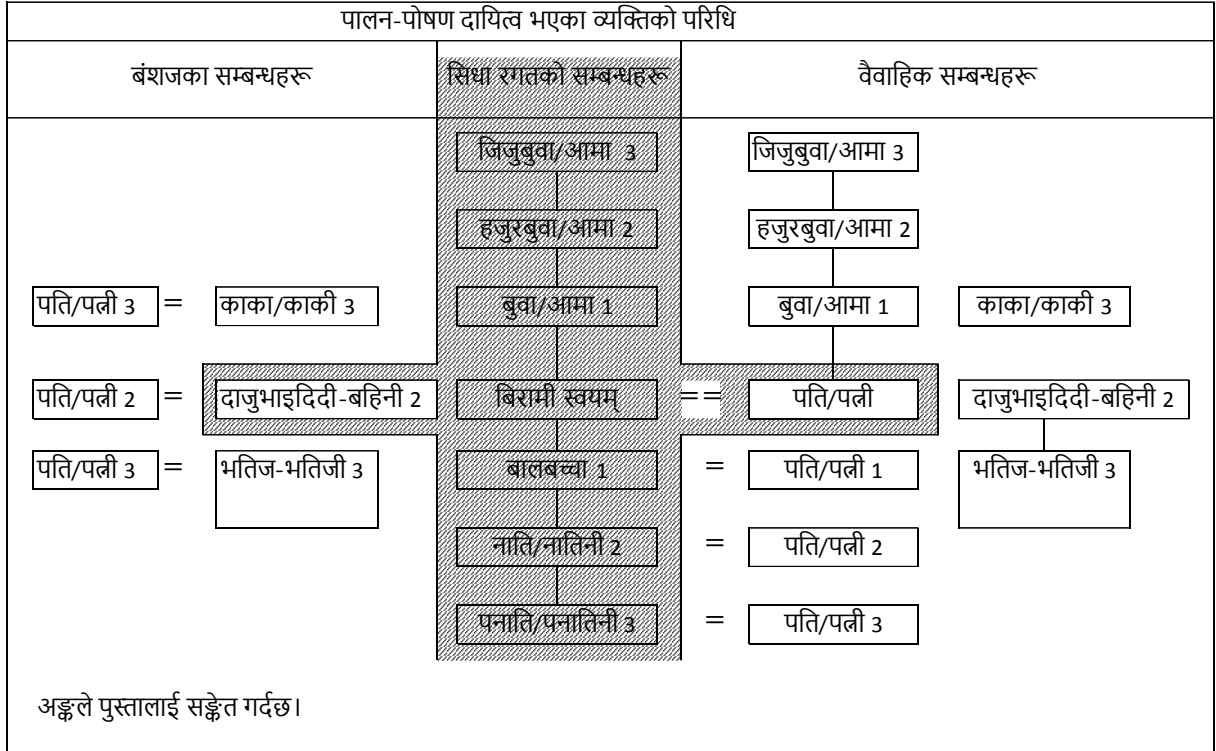 पालन-पोषण दायित्व भएका व्यक्तिको परिधि
बंशजका सम्बन्धहरू सिधा रगतको सम्बन्धहरू वैवाहिक सम्बन्धहरू
जिजुबुवा/आमा 3 जिजुबुवा/आमा 3
हजुरबुवा/आमा 2 हजुरबुवा/आमा 2
पति/पत्नी 3 = काका/काकी 3 बुवा/आमा 1 बुवा/आमा 1 काका/काकी 3
पति/पत्नी 2 = दाजुभाइदिदी-बहिनी 2 बिरामी स्वयम् == पति/पत्नी दाजुभाइदिदी-बहिनी 2
पति/पत्नी 3 = भतिज-भतिजी 3 बालबच्चा 1 = पति/पत्नी 1 भतिज-भतिजी 3
नाति/नातिनी 2 = पति/पत्नी 2
पनाति/पनातिनी 3 = पति/पत्नी 3
अङ्कले पुस्तालाई सङ्केत गर्दछ।